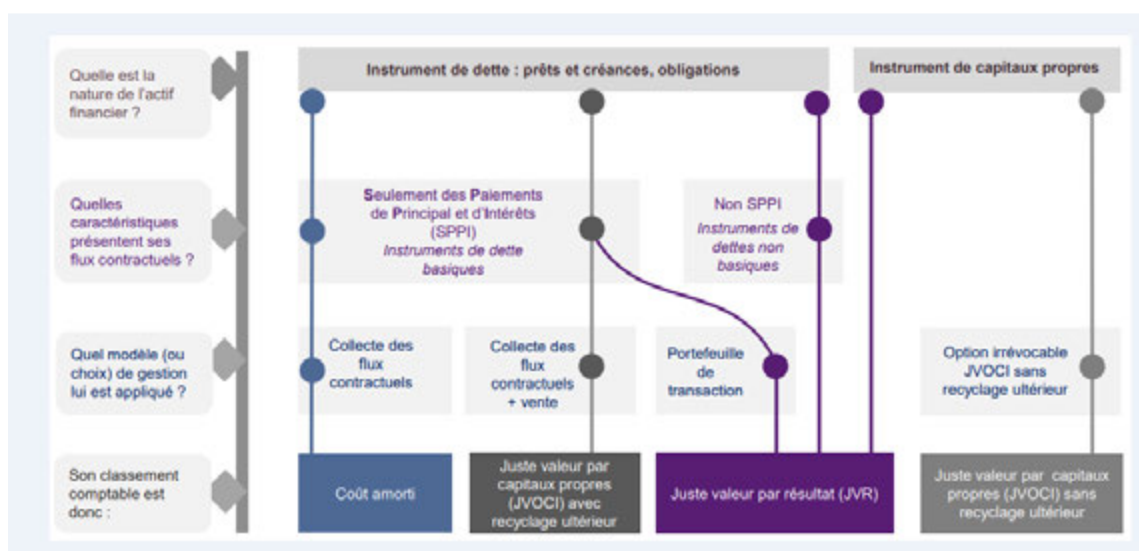 Quelle est la
nature de l'actif
financier ?
Instrument de dette : prêts et créances, obligations
Instrument de capitaux propres
Quelles
caractéristiques
présentent ses
flux contractuels ?
Seulement des Paiements
de Principal et d'Intérêts
(SPPI)
Instruments de dette
basiques
Non SPPI
Instruments de
dettes non
basiques
Quel modèle (ou
choix) de gestion
lui est appliqué ?
Collecte des
flux
contractuels
Collecte des
flux
contractuels
+ vente
Portefeuille
de
transaction
Option irrévocable
JVOCI sans
recyclage ultérieur
Son classement
comptable est
donc :
Coût amorti
Juste valeur par
capitaux propres
(JVOCI) avec
recyclage ultérieur
Juste valeur par résultat (JVR)
Juste valeur par capitaux
propres (JVOCI) sans
recyclage ultérieur